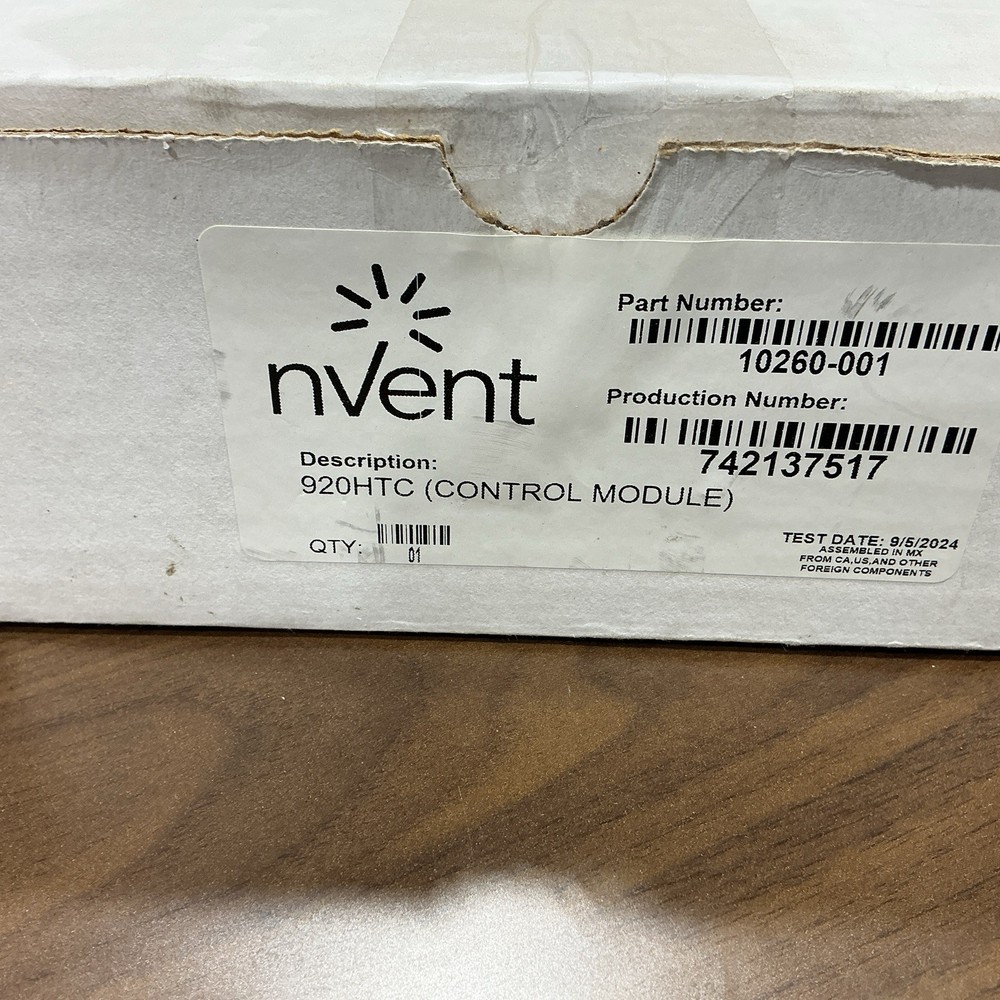 nVent
Part Number:
10260-001
Production Number:
742137517
Description:
920HTC (CONTROL MODULE)
QTY:
01
TEST DATE: 9/5/2024
ASSEMBLED IN MX
FROM CA,US,AND OTHER
FOREIGN COMPONENTS